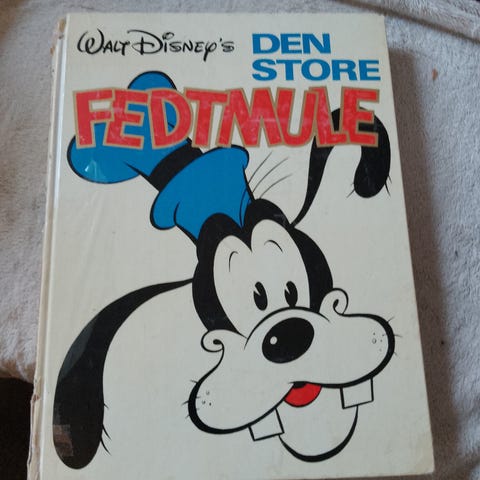 WALT DISNEY'S
DEN
STORE
FEDTMULE